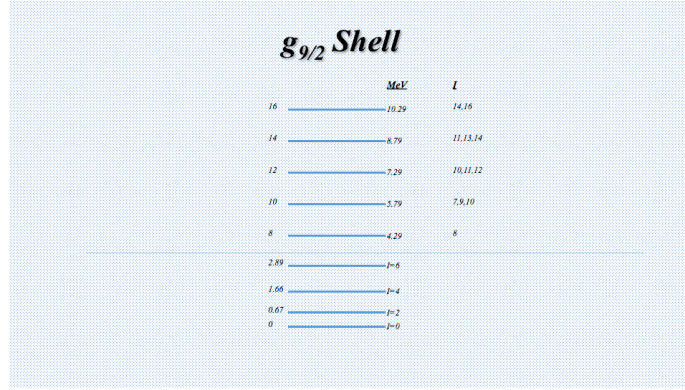 g9/2 Shell
MeV I
16 10.29 14,16
14 8.79 11,13,14
12 7.29 10,11,12
10 5.79 7,9,10
8 4.29 8
2.89 I=6
1.66 I=4
0.67 I=2
0 I=0